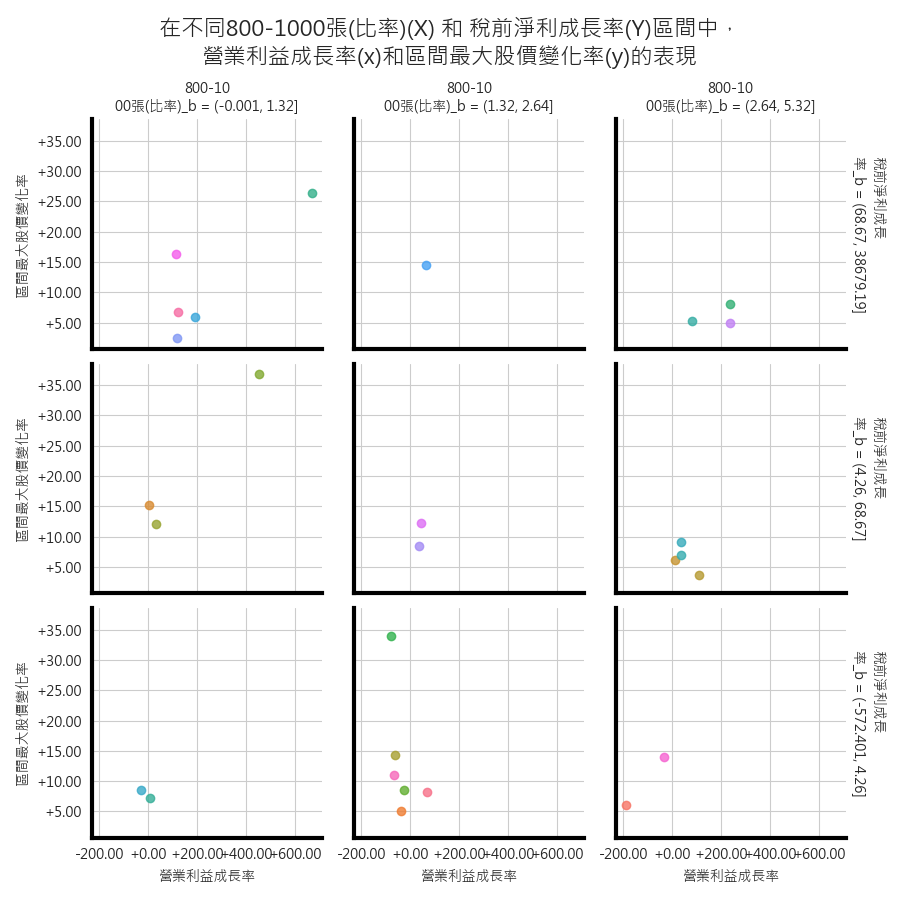 在不同800-1000張(比率)(X) 和 稅前淨利成長率(Y)區間中，
營業利益成長率(x)和區間最大股價變化率(y)的表現
800-10
00張(比率)_b = (-0.001, 1.32]
800-10
00張(比率)_b = (1.32, 2.64]
800-10
00張(比率)_b = (2.64, 5.32]
+35.00
+30.00
+25.00
+20.00
+15.00
+10.00
+5.00
區間最大股價變化率
稅前淨利成長
率_b = (68.67, 38679.19]
+35.00
+30.00
+25.00
+20.00
+15.00
+10.00
+5.00
區間最大股價變化率
稅前淨利成長
率_b = (4.26, 68.67]
+35.00
+30.00
+25.00
+20.00
+15.00
+10.00
+5.00
區間最大股價變化率
稅前淨利成長
率_b = (-572.401, 4.26]
-200.00 +0.00 +200.00 +400.00 +600.00
-200.00 +0.00 +200.00 +400.00 +600.00
-200.00 +0.00 +200.00 +400.00 +600.00
營業利益成長率
營業利益成長率
營業利益成長率